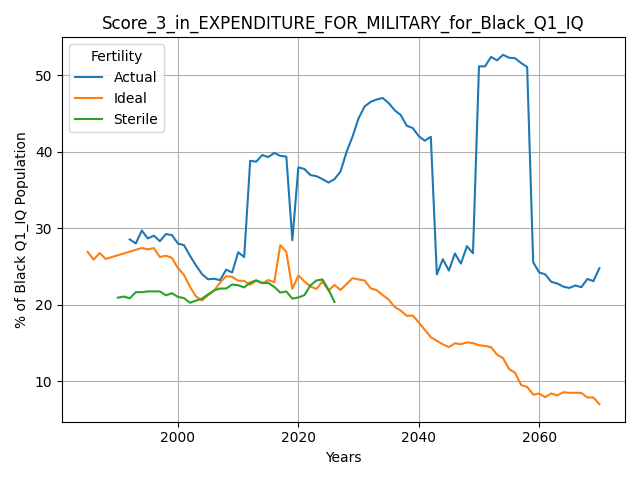 Score_3_in_EXPENDITURE_FOR_MILITARY_for_Black_Q1_IQ
Fertility
Actual
Ideal
Sterile
% of Black Q1_IQ Population
50
40
30
20
10
2000 2020 2040 2060
Years